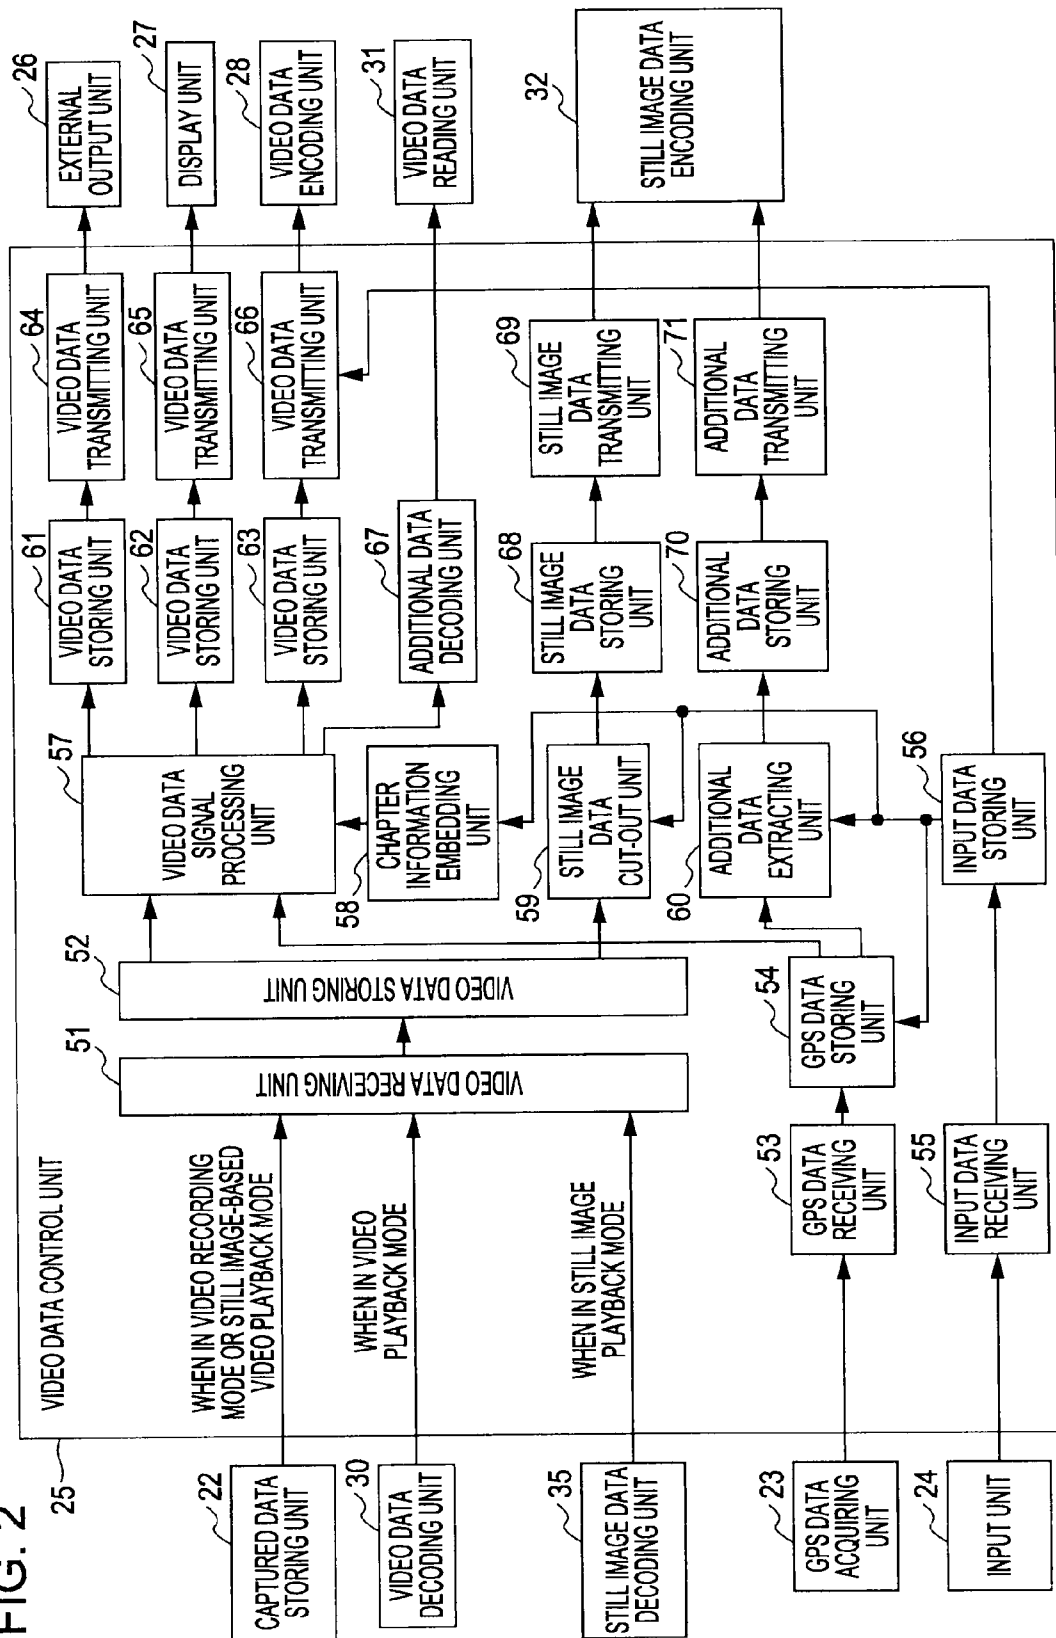 FIG. 2
25
VIDEO DATA CONTROL UNIT
22
CAPTURED DATA
STORING UNIT
WHEN IN VIDEO RECORDING
MODE OR STILL IMAGE-BASED
VIDEO PLAYBACK MODE
30
VIDEO DATA
DECODING UNIT
WHEN IN VIDEO
PLAYBACK MODE
35
STILL IMAGE DATA
DECODING UNIT
WHEN IN STILL IMAGE
PLAYBACK MODE
23
GPS DATA
ACQUIRING
UNIT
24
INPUT UNIT
51
VIDEO DATA RECEIVING UNIT
52
VIDEO DATA STORING UNIT
53
GPS DATA
RECEIVING
UNIT
54
GPS DATA
STORING
UNIT
55
INPUT DATA
RECEIVING
UNIT
56
INPUT DATA
STORING
UNIT
57
VIDEO DATA
SIGNAL
PROCESSING
UNIT
58
CHAPTER
INFORMATION
EMBEDDING
UNIT
59
STILL IMAGE
DATA
CUT-OUT UNIT
60
ADDITIONAL
DATA
EXTRACTING
UNIT
61
VIDEO DATA
STORING UNIT
62
VIDEO DATA
STORING UNIT
63
VIDEO DATA
STORING UNIT
64
VIDEO DATA
TRANSMITTING UNIT
65
VIDEO DATA
TRANSMITTING UNIT
66
VIDEO DATA
TRANSMITTING UNIT
67
ADDITIONAL DATA
DECODING UNIT
68
STILL IMAGE
DATA
STORING
UNIT
69
STILL IMAGE
DATA
TRANSMITTING
UNIT
70
ADDITIONAL
DATA
STORING
UNIT
71
ADDITIONAL
DATA
TRANSMITTING
UNIT
26
EXTERNAL
OUTPUT UNIT
27
DISPLAY UNIT
28
VIDEO DATA
ENCODING UNIT
31
VIDEO DATA
READING UNIT
32
STILL IMAGE DATA
ENCODING UNIT